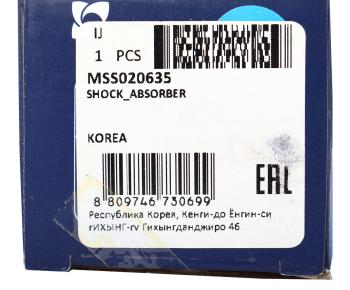 IJ
1 PCS
MSS020635
SHOCK_ABSORBER
KOREA
EAC
8 809746 730699
Республика Корея, Кенги-до Ёнгин-си
гИХЫНГ-гv Гихынгданджиро 46